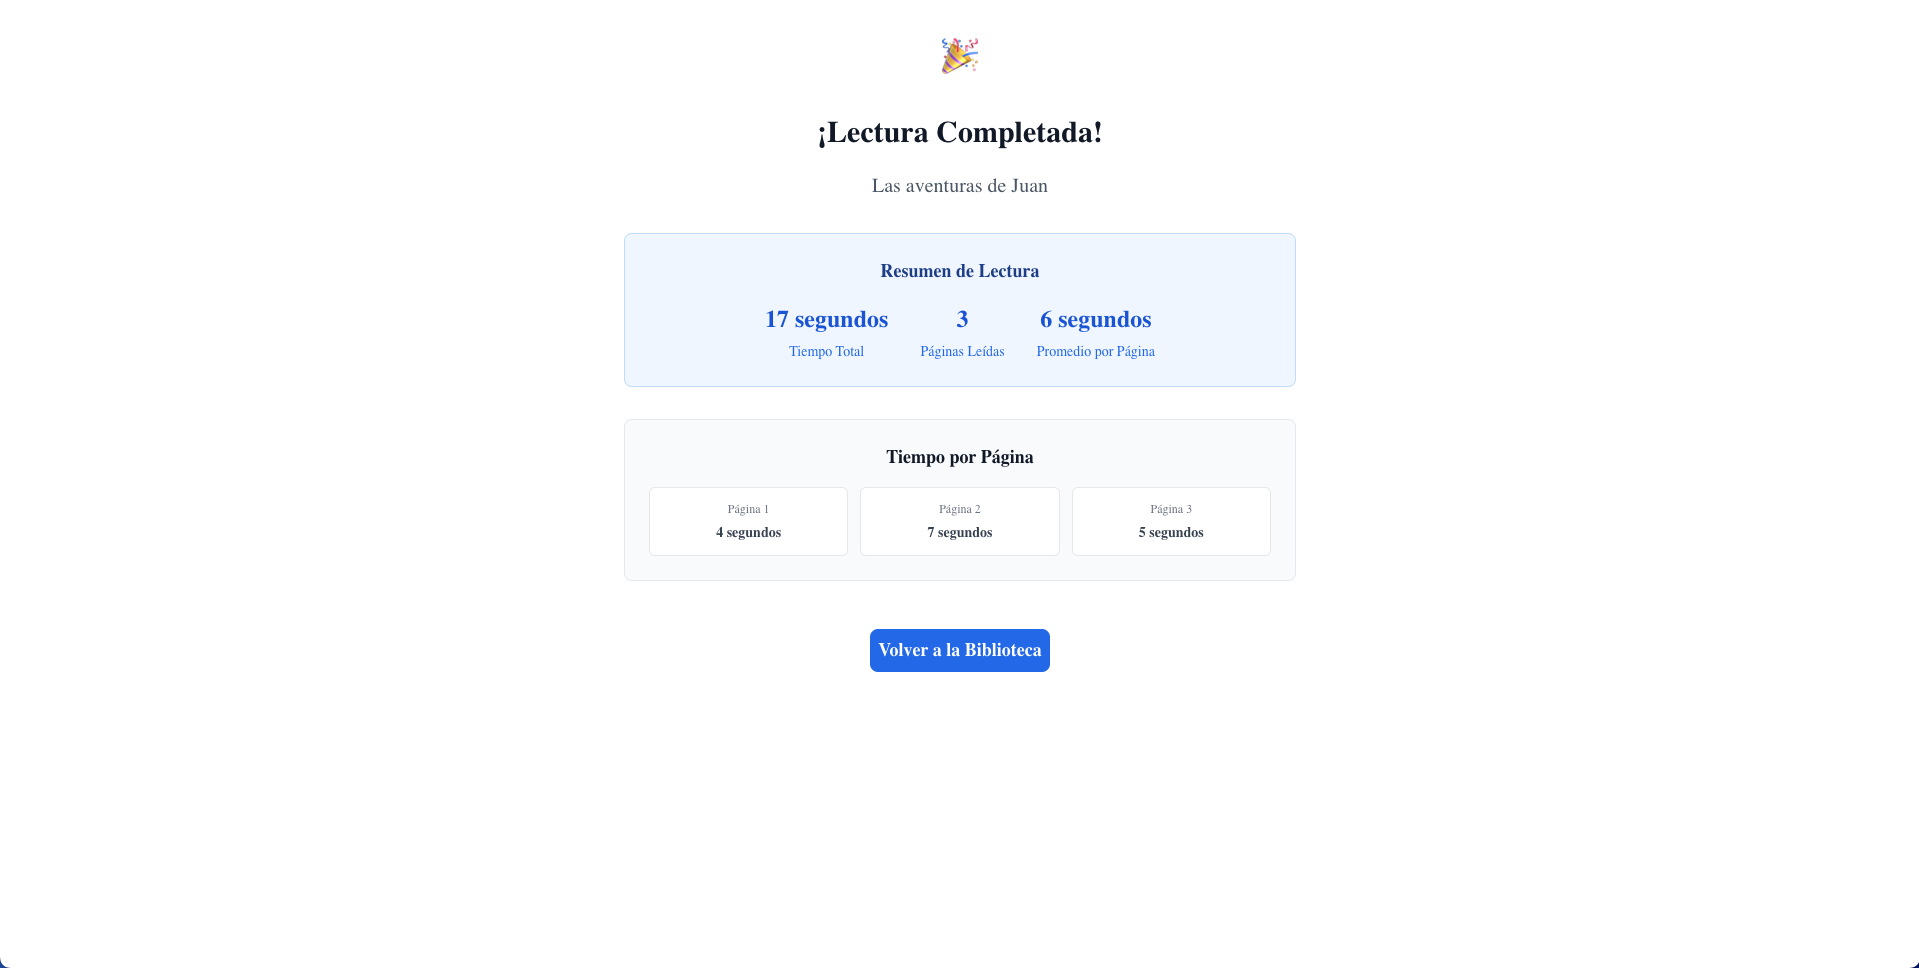 ¡Lectura Completada!
Las aventuras de Juan
Resumen de Lectura
17 segundos
Tiempo Total
3
Páginas Leídas
6 segundos
Promedio por Página
Tiempo por Página
Página 1
4 segundos
Página 2
7 segundos
Página 3
5 segundos
Volver a la Biblioteca